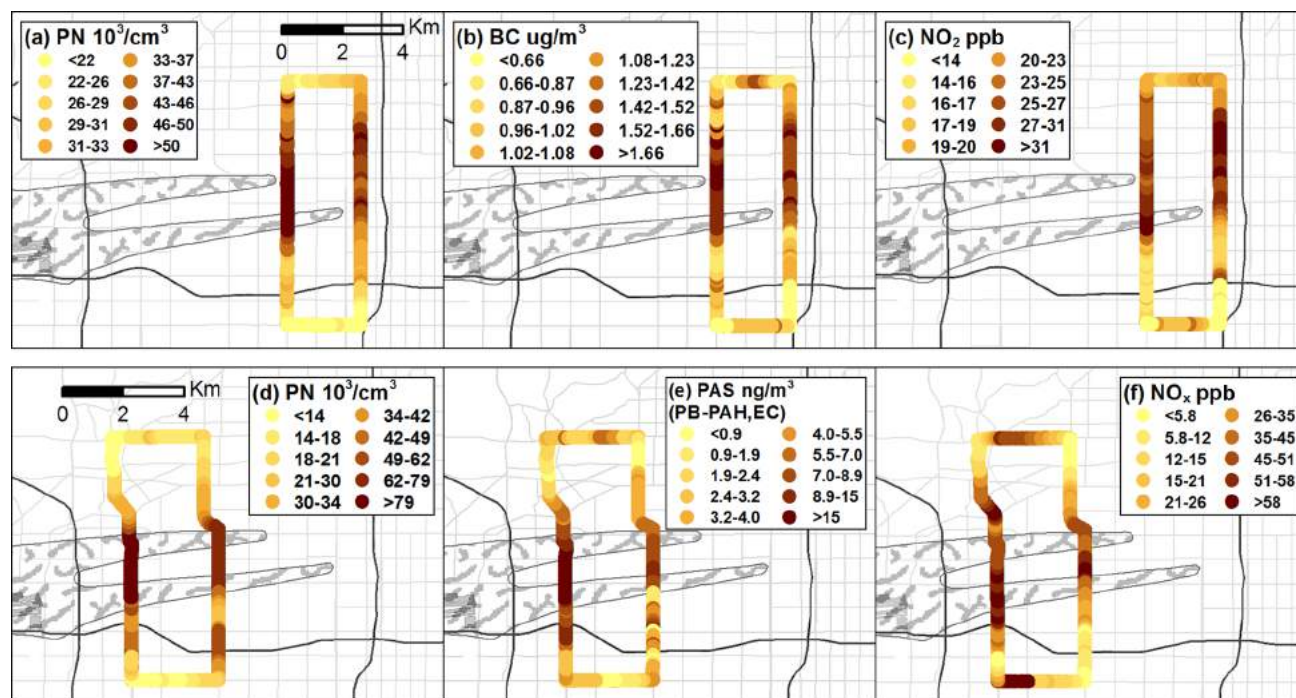 (a) PN 10³/cm³
<22 33-37
22-26 37-43
26-29 43-46
29-31 46-50
31-33 >50
Km
0 2 4
(b) BC ug/m³
<0.66 1.08-1.23
0.66-0.87 1.23-1.42
0.87-0.96 1.42-1.52
0.96-1.02 1.52-1.66
1.02-1.08 >1.66
(c) NO₂ ppb
<14 20-23
14-16 23-25
16-17 25-27
17-19 27-31
19-20 >31
Km
0 2 4
(d) PN 10³/cm³
<14 34-42
14-18 42-49
18-21 49-62
21-30 62-79
30-34 >79
(e) PAS ng/m³
(PB-PAH,EC)
<0.9 4.0-5.5
0.9-1.9 5.5-7.0
1.9-2.4 7.0-8.9
2.4-3.2 8.9-15
3.2-4.0 >15
(f) NOₓ ppb
<5.8 26-35
5.8-12 35-45
12-15 45-51
15-21 51-58
21-26 >58